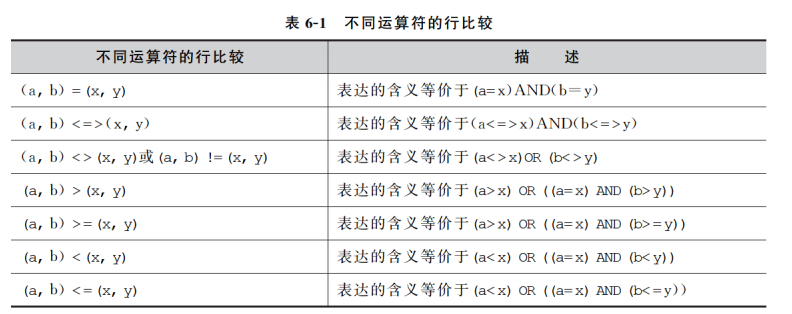 表 6-1 不同运算符的行比较
不同运算符的行比较 描 述
(a, b) = (x, y) 表达的含义等价于 (a=x)AND(b=y)
(a, b) <=>(x, y) 表达的含义等价于(a<=>x)AND(b<=>y)
(a, b) <> (x, y)或 (a, b) != (x, y) 表达的含义等价于 (a<>x)OR (b<>y)
(a, b) > (x, y) 表达的含义等价于 (a>x) OR ((a=x) AND (b>y))
(a, b) >= (x, y) 表达的含义等价于 (a>x) OR ((a=x) AND (b>=y))
(a, b) < (x, y) 表达的含义等价于 (a<x) OR ((a=x) AND (b<y))
(a, b) <= (x, y) 表达的含义等价于 (a<x) OR ((a=x) AND (b<=y))